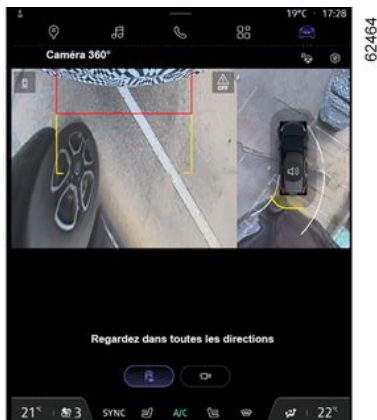 19°C 17:28
Caméra 360°
OFF
Regardez dans toutes les directions
21° 3 SYNC A/C 22°
62464